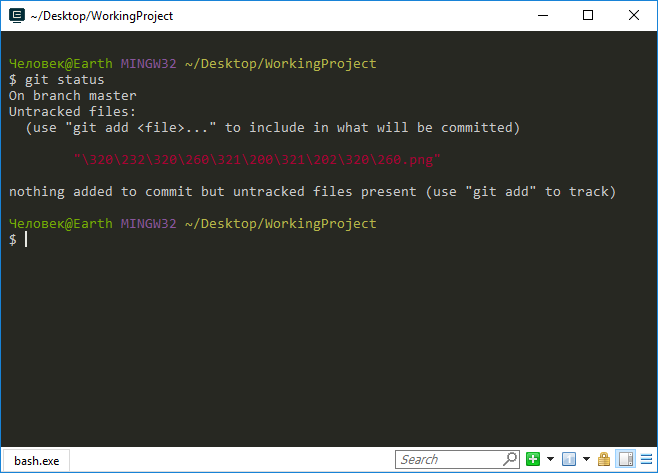 ~/Desktop/WorkingProject
Человек@Earth MINGW32 ~/Desktop/WorkingProject
$ git status
On branch master
Untracked files:
  (use "git add <file>..." to include in what will be committed)
        "\320\232\320\260\321\200\321\202\320\260.png"
nothing added to commit but untracked files present (use "git add" to track)
Человек@Earth MINGW32 ~/Desktop/WorkingProject
$
bash.exe
Search